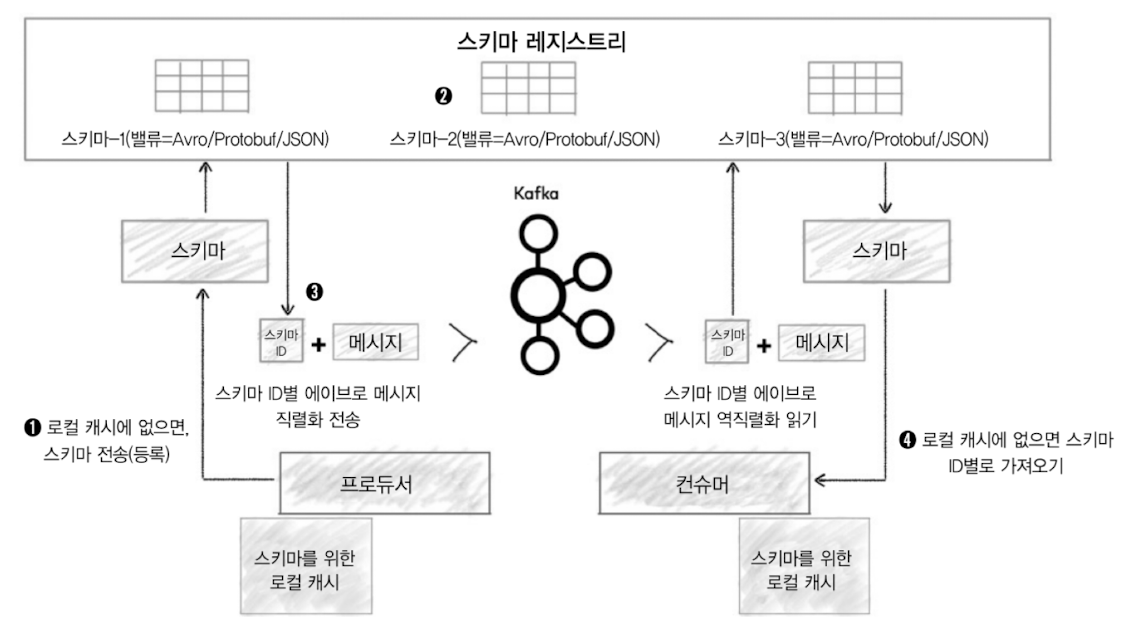 스키마 레지스트리
❷
스키마-1(밸류=Avro/Protobuf/JSON)
스키마-2(밸류=Avro/Protobuf/JSON)
스키마-3(밸류=Avro/Protobuf/JSON)
Kafka
스키마
스키마
❸
스키마
ID
+
메시지
스키마
ID
+
메시지
스키마 ID별 에이브로 메시지
직렬화 전송
스키마 ID별 에이브로
메시지 역직렬화 읽기
❶ 로컬 캐시에 없으면,
스키마 전송(등록)
❹ 로컬 캐시에 없으면 스키마
ID별로 가져오기
프로듀서
컨슈머
스키마를 위한
로컬 캐시
스키마를 위한
로컬 캐시